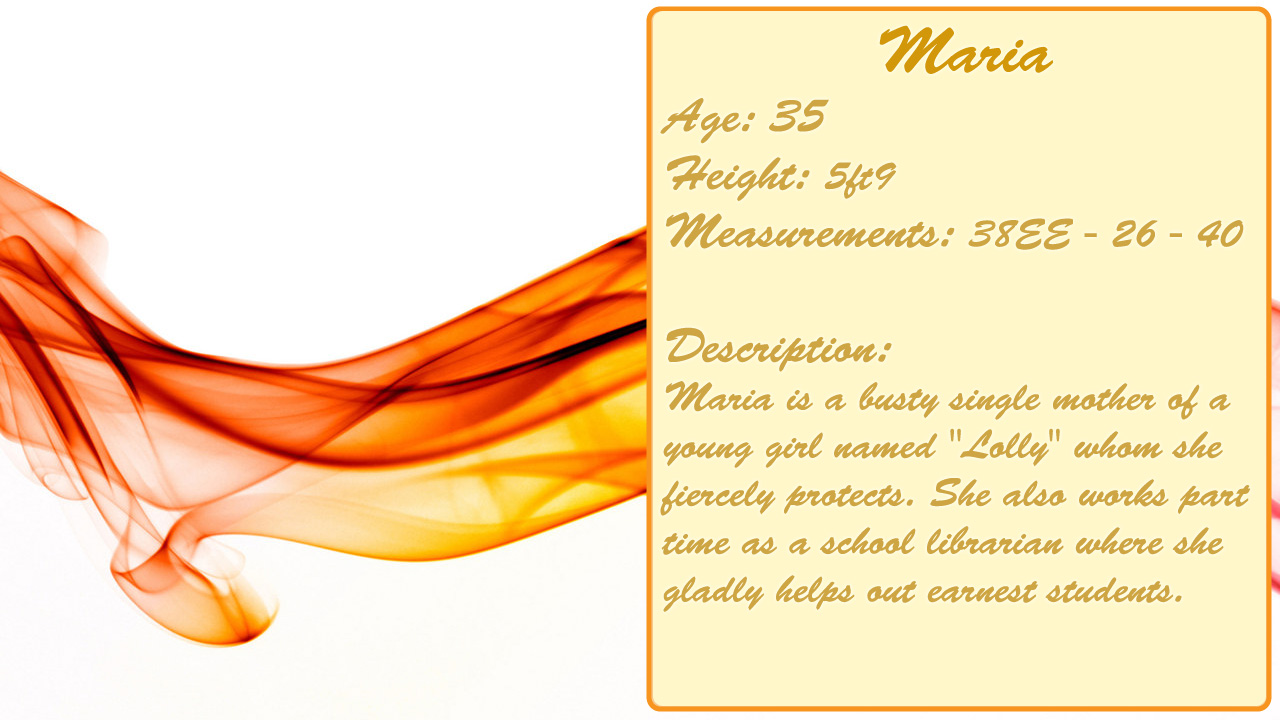 Maria
Age: 35
Height: 5ft9
Measurements: 38EE - 26 - 40
Description:
Maria is a busty single mother of a
young girl named "Lolly" whom she
fiercely protects. She also works part
time as a school librarian where she
gladly helps out earnest students.